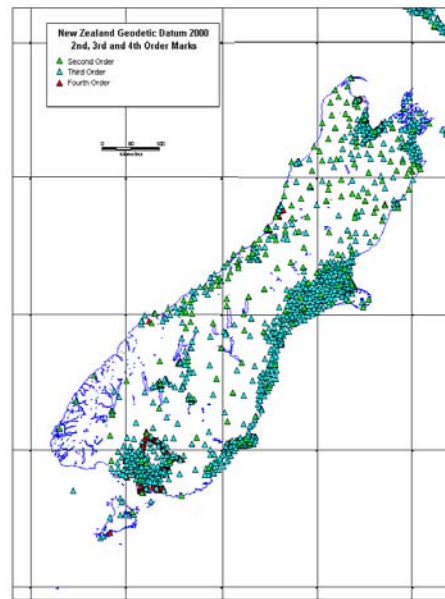 New Zealand Geodetic Datum 2000
2nd, 3rd and 4th Order Marks
Second Order
Third Order
Fourth Order